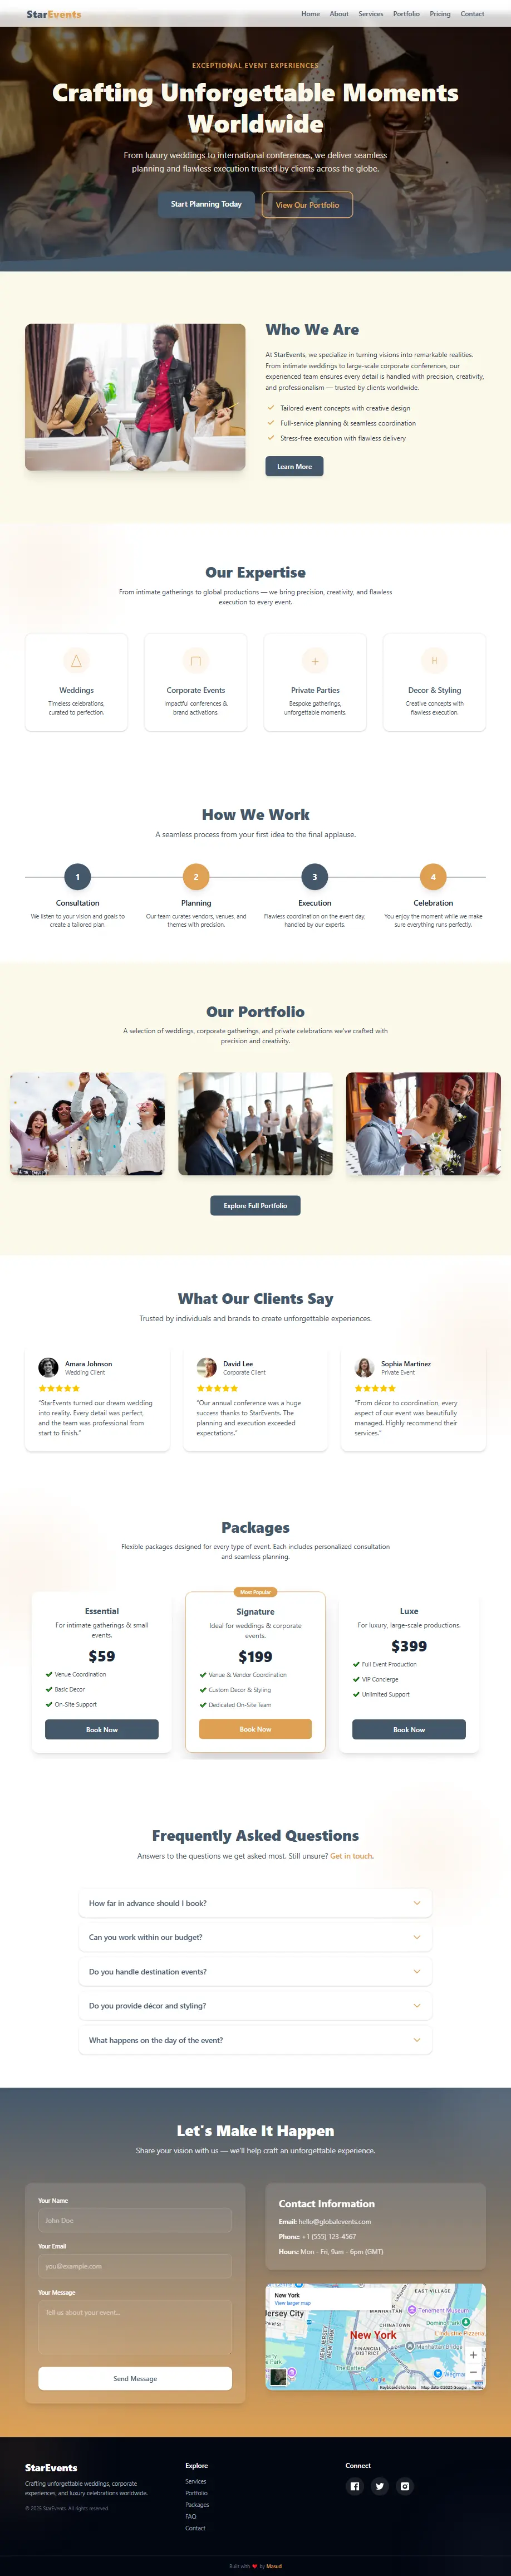 StarEvents
Home About Services Portfolio Pricing Contact
EXCEPTIONAL EVENT EXPERIENCES
Crafting Unforgettable Moments
Worldwide
From luxury weddings to international conferences, we deliver seamless
planning and flawless execution trusted by clients across the globe.
Start Planning Today
View Our Portfolio
Who We Are
At StarEvents, we specialize in turning visions into remarkable realities.
From intimate weddings to large-scale corporate conferences, our
experienced team ensures every detail is handled with precision, creativity,
and professionalism — trusted by clients worldwide.
Tailored event concepts with creative design
Full-service planning & seamless coordination
Stress-free execution with flawless delivery
Learn More
Our Expertise
From intimate gatherings to global productions — we bring precision, creativity, and flawless
execution to every event.
Weddings
Timeless celebrations,
curated to perfection.
Corporate Events
Impactful conferences &
brand activations.
Private Parties
Bespoke gatherings,
unforgettable moments.
Decor & Styling
Creative concepts with
flawless execution.
How We Work
A seamless process from your first idea to the final applause.
1
Consultation
We listen to your vision and goals to
create a tailored plan.
2
Planning
Our team curates vendors, venues, and
themes with precision.
3
Execution
Flawless coordination on the event day,
handled by our experts.
4
Celebration
You enjoy the moment while we make
sure everything runs perfectly.
Our Portfolio
A selection of weddings, corporate gatherings, and private celebrations we've crafted with
precision and creativity.
Explore Full Portfolio
What Our Clients Say
Trusted by individuals and brands to create unforgettable experiences.
Amara Johnson
Wedding Client
"StarEvents turned our dream wedding
into reality. Every detail was perfect,
and the team was professional from
start to finish."
David Lee
Corporate Client
"Our annual conference was a huge
success thanks to StarEvents. The
planning and execution exceeded
expectations."
Sophia Martinez
Private Event
"From décor to coordination, every
aspect of our event was beautifully
managed. Highly recommend their
services."
Packages
Flexible packages designed for every type of event. Each includes personalized consultation
and seamless planning.
Essential
For intimate gatherings & small
events.
$59
Venue Coordination
Basic Decor
On-Site Support
Book Now
Most Popular
Signature
Ideal for weddings & corporate
events.
$199
Venue & Vendor Coordination
Custom Decor & Styling
Dedicated On-Site Team
Book Now
Luxe
For luxury, large-scale productions.
$399
Full Event Production
VIP Concierge
Unlimited Support
Book Now
Frequently Asked Questions
Answers to the questions we get asked most. Still unsure? Get in touch.
How far in advance should I book?
Can you work within our budget?
Do you handle destination events?
Do you provide décor and styling?
What happens on the day of the event?
Let's Make It Happen
Share your vision with us — we'll help craft an unforgettable experience.
Your Name
John Doe
Your Email
you@example.com
Your Message
Tell us about your event...
Send Message
Contact Information
Email: hello@globalevents.com
Phone: +1 (555) 123-4567
Hours: Mon - Fri, 9am - 6pm (GMT)
New York
View larger map
EAST VILLAGE
MANHATTAN
Tenement Museum
CHINATOWN
New York
FINANCIAL
DISTRICT
Manhattan Bridge
The Battery
Keyboard shortcuts Map data ©2025 Google Terms
StarEvents
Crafting unforgettable weddings, corporate
experiences, and luxury celebrations worldwide.
© 2025 StarEvents. All rights reserved.
Explore
Services
Portfolio
Packages
FAQ
Contact
Connect
Built with ❤ by Masud